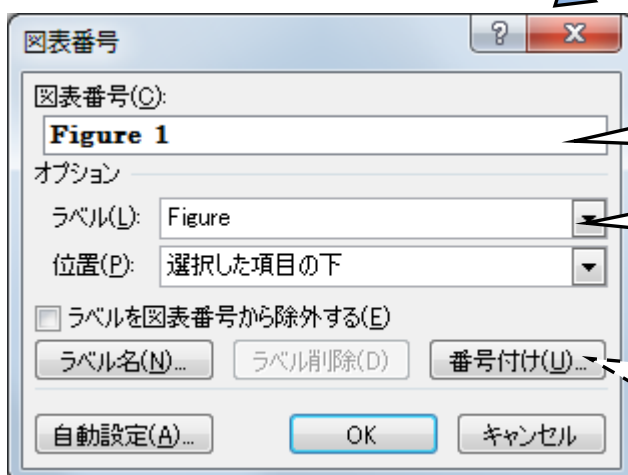 図表番号
図表番号(C):
Figure 1
オプション
ラベル(L): Figure
位置(P): 選択した項目の下
ラベルを図表番号から除外する(E)
ラベル名(N)... ラベル削除(D) 番号付け(U)...
自動設定(A)... OK キャンセル